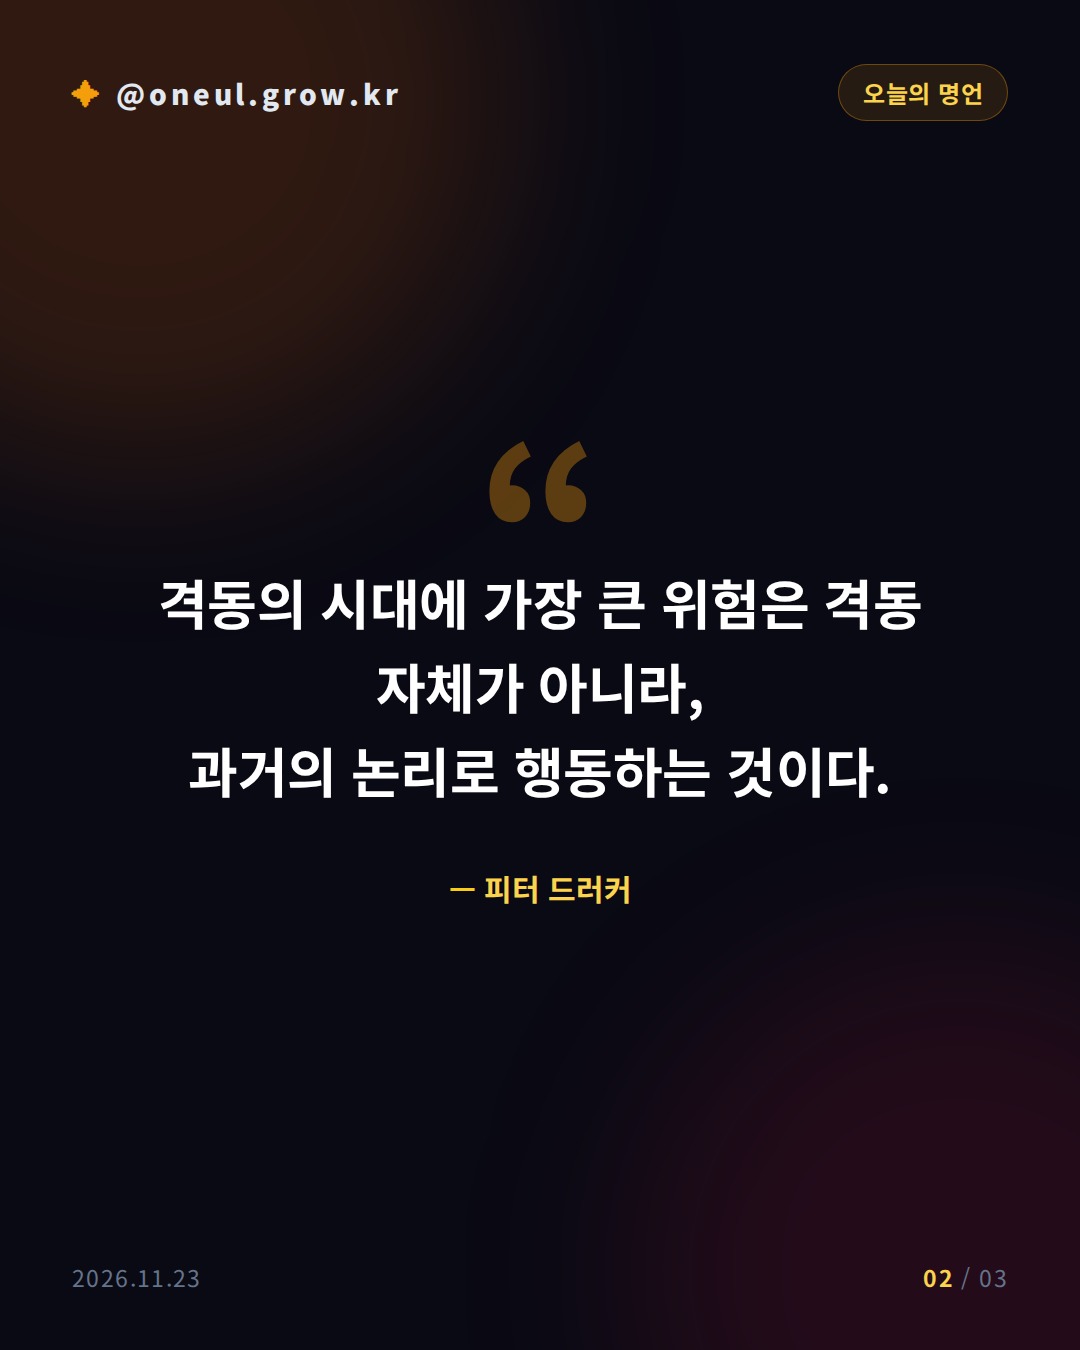 @oneul.grow.kr
오늘의 명언
“
격동의 시대에 가장 큰 위험은 격동
자체가 아니라,
과거의 논리로 행동하는 것이다.
— 피터 드러커
2026.11.23
02 / 03